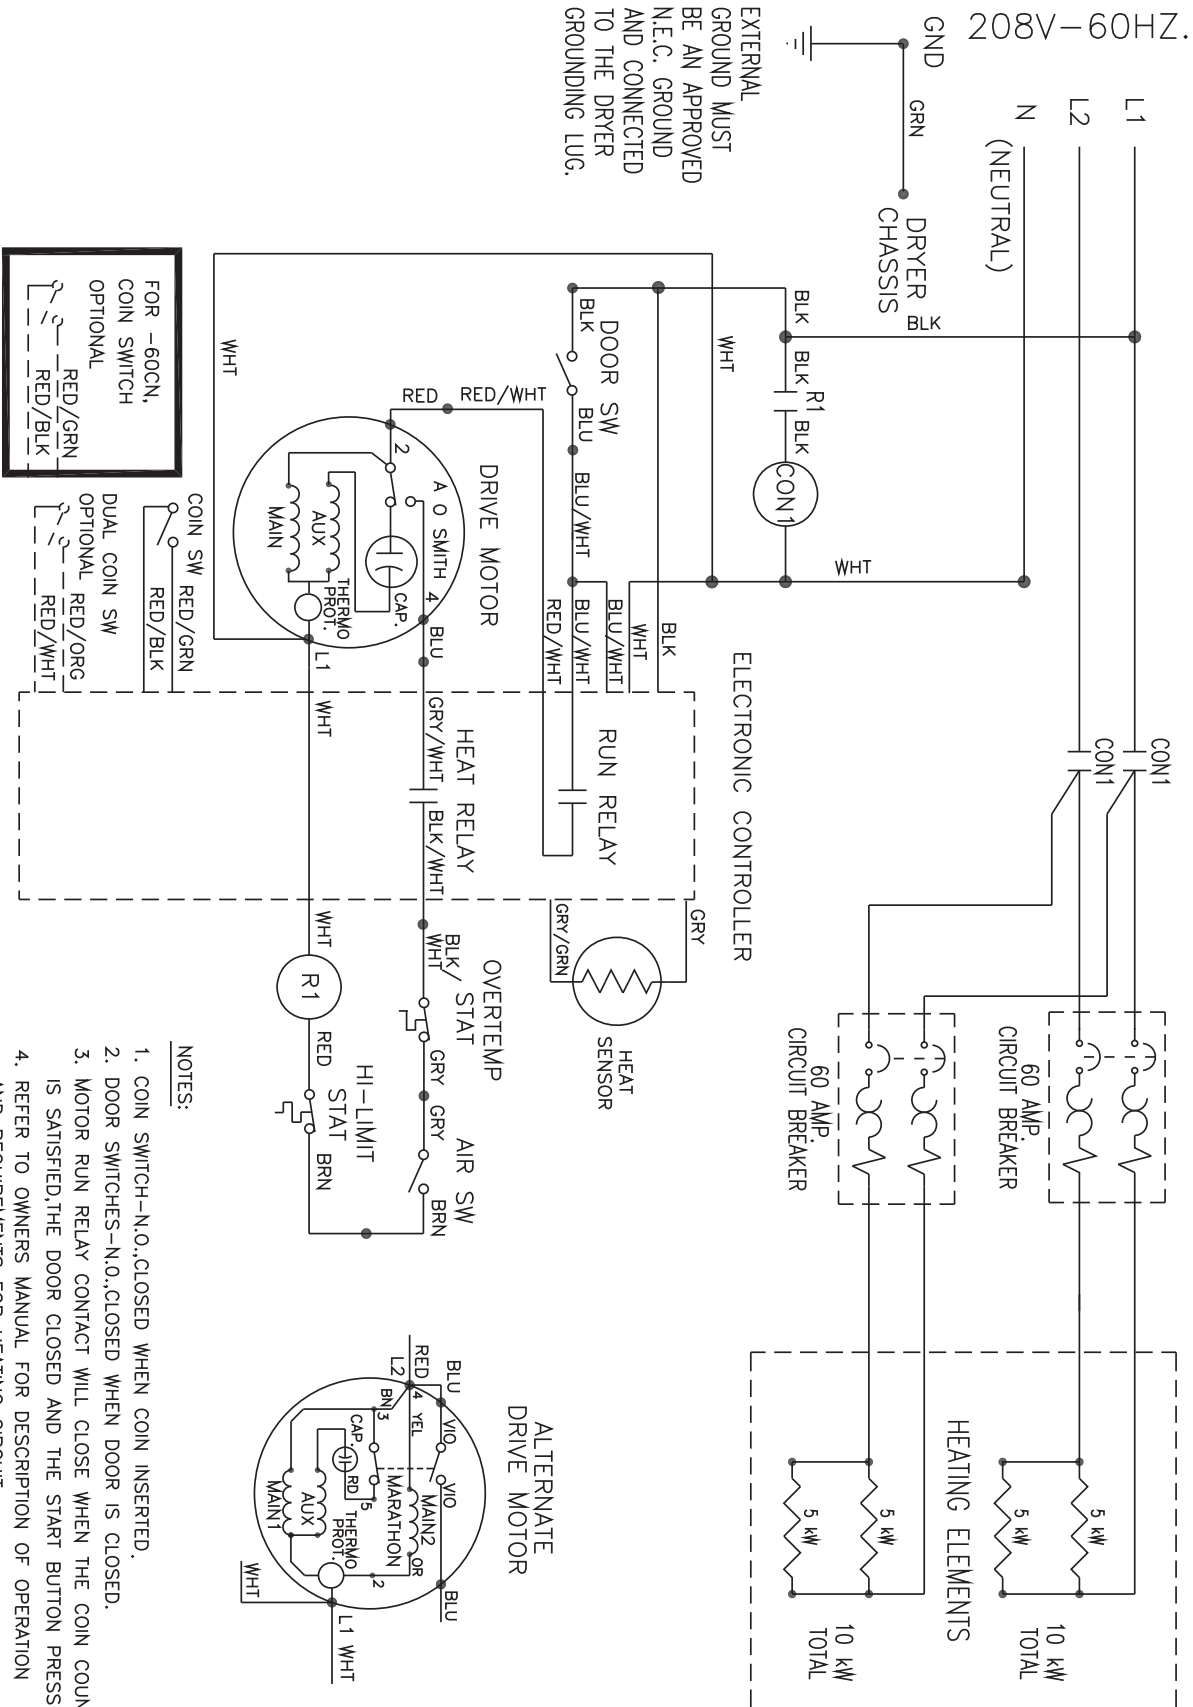 208V-60HZ.
L1
L2
N
(NEUTRAL)
GND
GRN
DRYER
CHASSIS
EXTERNAL
GROUND MUST
BE AN APPROVED
N.E.C. GROUND
AND CONNECTED
TO THE DRYER
GROUNDING LUG.
BLK
BLK
BLK
R1
BLK
CON1
WHT
WHT
WHT
BLK
DOOR SW
BLU
BLU/WHT
RED
RED/WHT
DRIVE MOTOR
2
A O SMITH
4
CAP.
AUX
MAIN
THERMO
PROT.
L1
BLU
BLK
WHT
BLU/WHT
BLU/WHT
RED/WHT
FOR -60CN,
COIN SWITCH
OPTIONAL
RED/GRN
RED/BLK
COIN SW
RED/GRN
RED/BLK
DUAL COIN SW
OPTIONAL
RED/ORG
RED/WHT
ELECTRONIC CONTROLLER
RUN RELAY
HEAT RELAY
GRY/WHT
BLK/WHT
WHT
WHT
CON1
CON1
GRY
GRY/GRN
HEAT
SENSOR
BLK/
WHT
OVERTEMP
STAT
GRY
GRY
AIR SW
BRN
R1
RED
HI-LIMIT
STAT
BRN
60 AMP.
CIRCUIT BREAKER
60 AMP.
CIRCUIT BREAKER
HEATING ELEMENTS
5 kW
5 kW
10 kW
TOTAL
5 kW
5 kW
10 kW
TOTAL
ALTERNATE
DRIVE MOTOR
BLU
RED
L2
4
YEL
BN
3
VIO
VIO
CAP.
RD
5
MARATHON
MAIN2
OR
AUX
MAIN1
THERMO
PROT.
2
BLU
WHT
L1 WHT
NOTES:
1. COIN SWITCH-N.O.,CLOSED WHEN COIN INSERTED.
2. DOOR SWITCHES-N.O.,CLOSED WHEN DOOR IS CLOSED.
3. MOTOR RUN RELAY CONTACT WILL CLOSE WHEN THE COIN COUN
IS SATISFIED,THE DOOR CLOSED AND THE START BUTTON PRESS
4. REFER TO OWNERS MANUAL FOR DESCRIPTION OF OPERATION